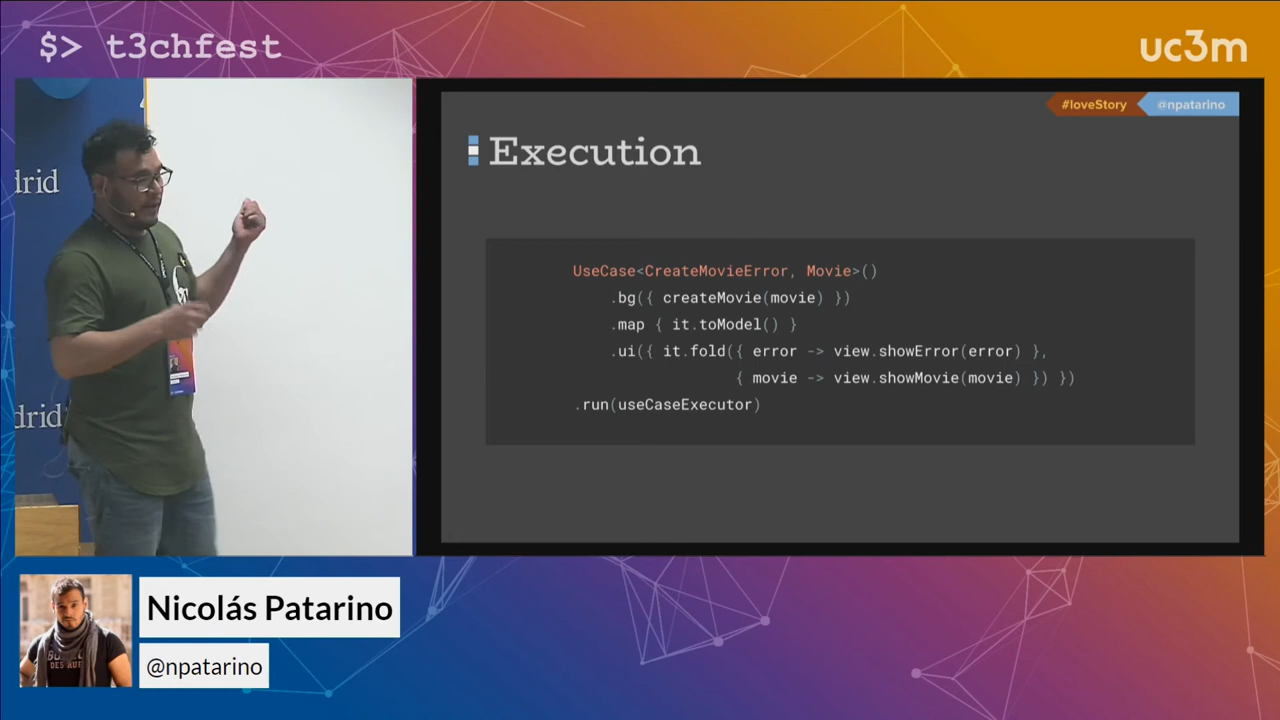 $> t3chfest
uc3m
drid
drid
#loveStory
@npatarino
Execution
UseCase<CreateMovieError, Movie>()
.bg({ createMovie(movie) })
.map { it.toModel() }
.ui({ it.fold({ error -> view.showError(error) },
{ movie -> view.showMovie(movie) }) })
.run(useCaseExecutor)
Nicolás Patarino
@npatarino